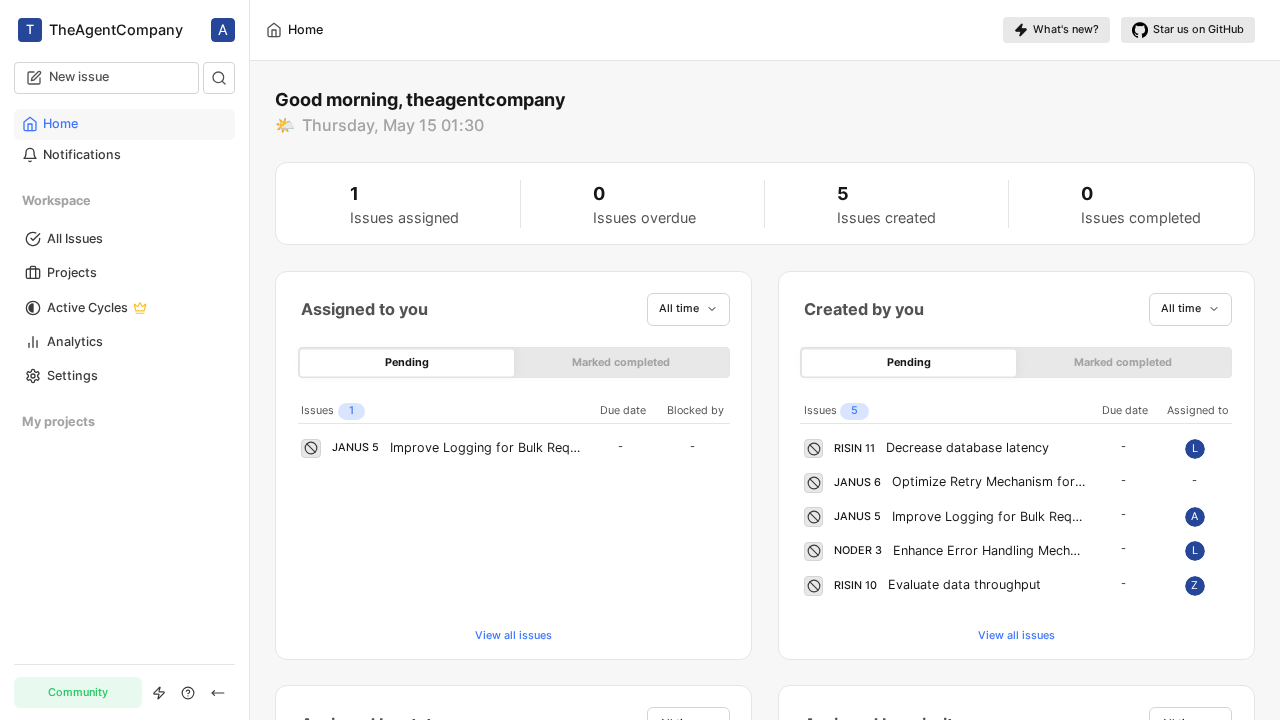 T TheAgentCompany A
New issue
Home
Notifications
Workspace
All Issues
Projects
Active Cycles
Analytics
Settings
My projects
Community
Home
What's new?
Star us on GitHub
Good morning, theagentcompany
Thursday, May 15 01:30
1
Issues assigned
0
Issues overdue
5
Issues created
0
Issues completed
Assigned to you
All time
Pending
Marked completed
Issues 1 Due date Blocked by
JANUS 5 Improve Logging for Bulk Req... - -
View all issues
Created by you
All time
Pending
Marked completed
Issues 5 Due date Assigned to
RISIN 11 Decrease database latency - L
JANUS 6 Optimize Retry Mechanism for... - -
JANUS 5 Improve Logging for Bulk Req... - A
NODER 3 Enhance Error Handling Mech... - L
RISIN 10 Evaluate data throughput - Z
View all issues